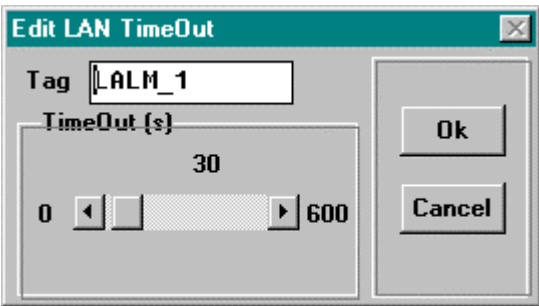 Edit LAN TimeOut
Tag LALM_1
TimeOut (s)
30
0 600
Ok
Cancel